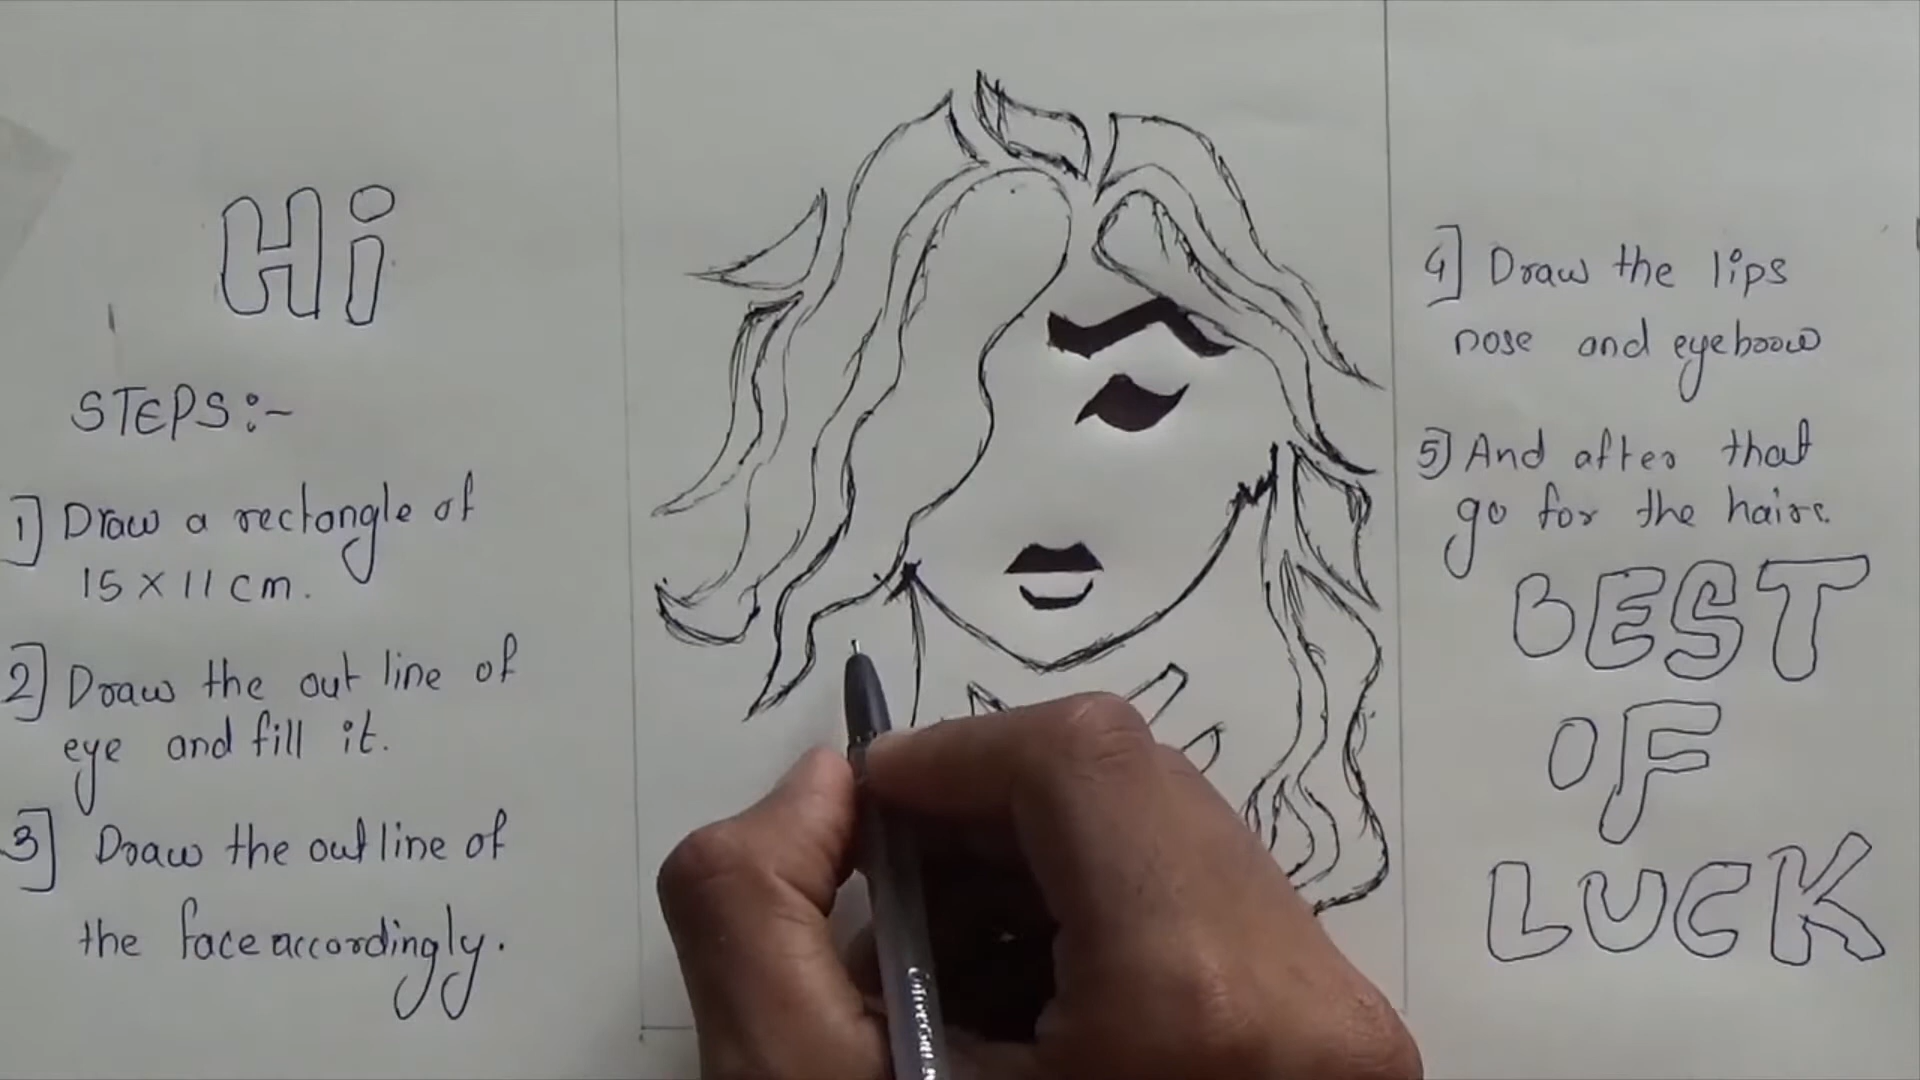 Hi
STEPS:-
1] Draw a rectangle of
15 x 11 cm.
2] Draw the out line of
eye and fill it.
3] Draw the out line of
the face accordingly.
4] Draw the lips
nose and eyebrow
5] And after that
go for the hairs.
BEST
OF
LUCK